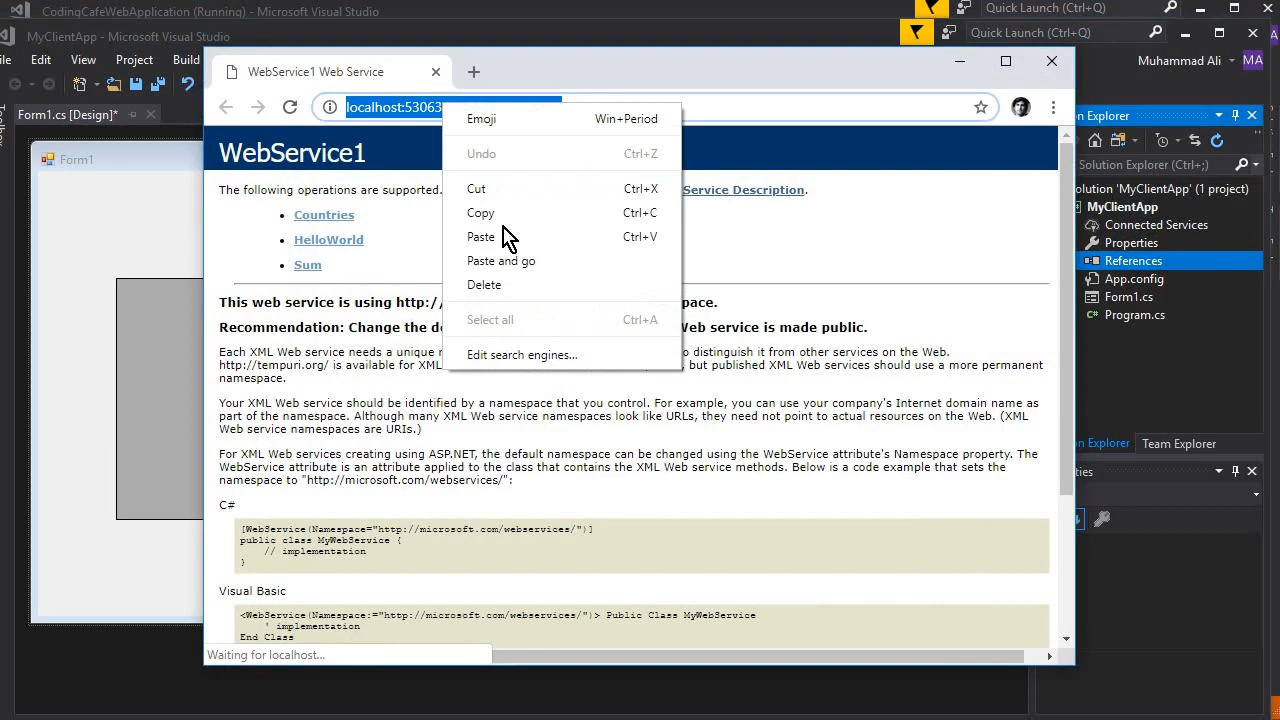 CodingCafeWebApplication (Running) - Microsoft Visual Studio
Quick Launch (Ctrl+Q)
MyClientApp - Microsoft Visual Studio
Quick Launch (Ctrl+Q)
Edit View Project Build
Muhammad Ali MA
WebService1 Web Service
Form1.cs [Design]*
localhost:53063
Form1
Emoji Win+Period
Undo Ctrl+Z
Cut Ctrl+X
Copy Ctrl+C
Paste Ctrl+V
Paste and go
Delete
Select all Ctrl+A
Edit search engines...
WebService1
The following operations are supported. Service Description.
Countries
HelloWorld
Sum
This web service is using http:/
Recommendation: Change the de Web service is made public.
Each XML Web service needs a unique distinguish it from other services on the Web.
http://tempuri.org/ is available for XML , but published XML Web services should use a more permanent
namespace.
Your XML Web service should be identified by a namespace that you control. For example, you can use your company's Internet domain name as
part of the namespace. Although many XML Web service namespaces look like URLs, they need not point to actual resources on the Web. (XML
Web service namespaces are URIs.)
For XML Web services creating using ASP.NET, the default namespace can be changed using the WebService attribute's Namespace property. The
WebService attribute is an attribute applied to the class that contains the XML Web service methods. Below is a code example that sets the
namespace to "http://microsoft.com/webservices/":
C#
[WebService(Namespace="http://microsoft.com/webservices/")]
public class MyWebService {
// implementation
}
Visual Basic
<WebService(Namespace:="http://microsoft.com/webservices/")> Public Class MyWebService
' implementation
End Class
Waiting for localhost...
Explorer
Solution Explorer (Ctrl+;)
Solution 'MyClientApp' (1 project)
MyClientApp
Connected Services
Properties
References
App.config
Form1.cs
Program.cs
Explorer Team Explorer
Toolbox